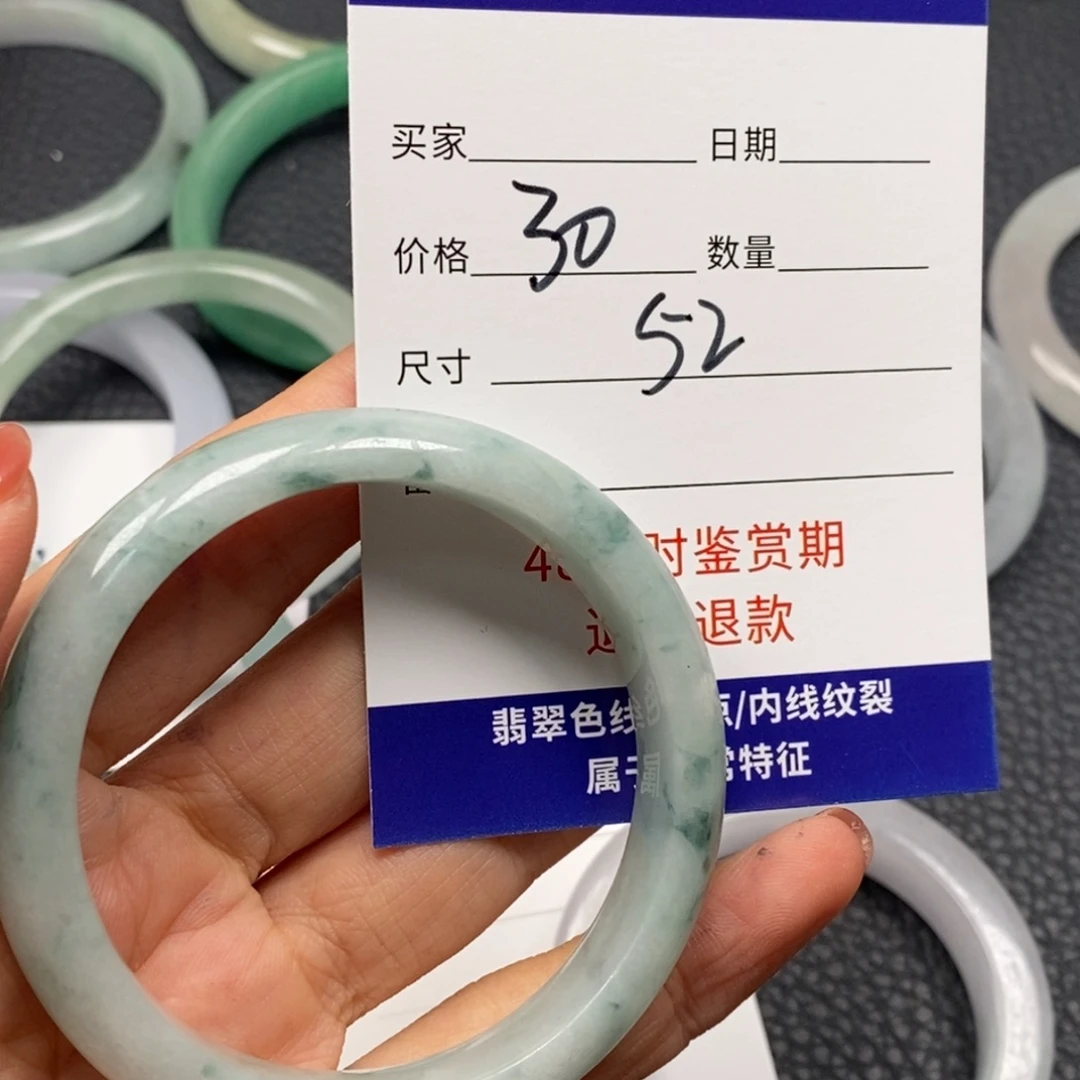 买家 日期
价格 30 数量
尺寸 52
时鉴赏期
退款
翡翠色线 /内线纹裂
属 特征